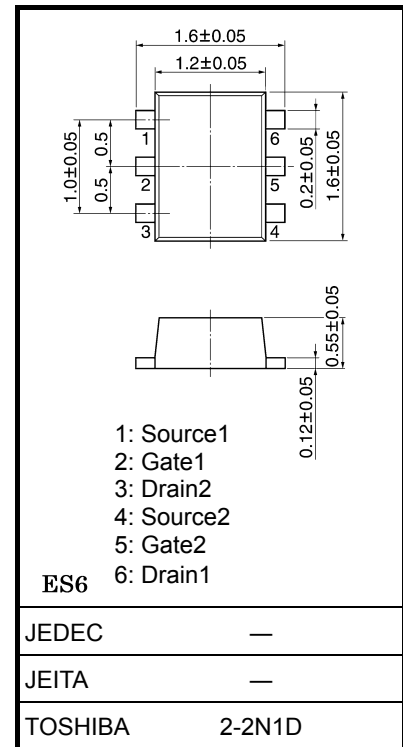 1.6±0.05
1.2±0.05
1.0±0.05
0.5
0.5
1
2
3
6
5
4
0.2±0.05
1.6±0.05
0.55±0.05
0.12±0.05
1: Source1
2: Gate1
3: Drain2
4: Source2
5: Gate2
6: Drain1
ES6
JEDEC —
JEITA —
TOSHIBA 2-2N1D